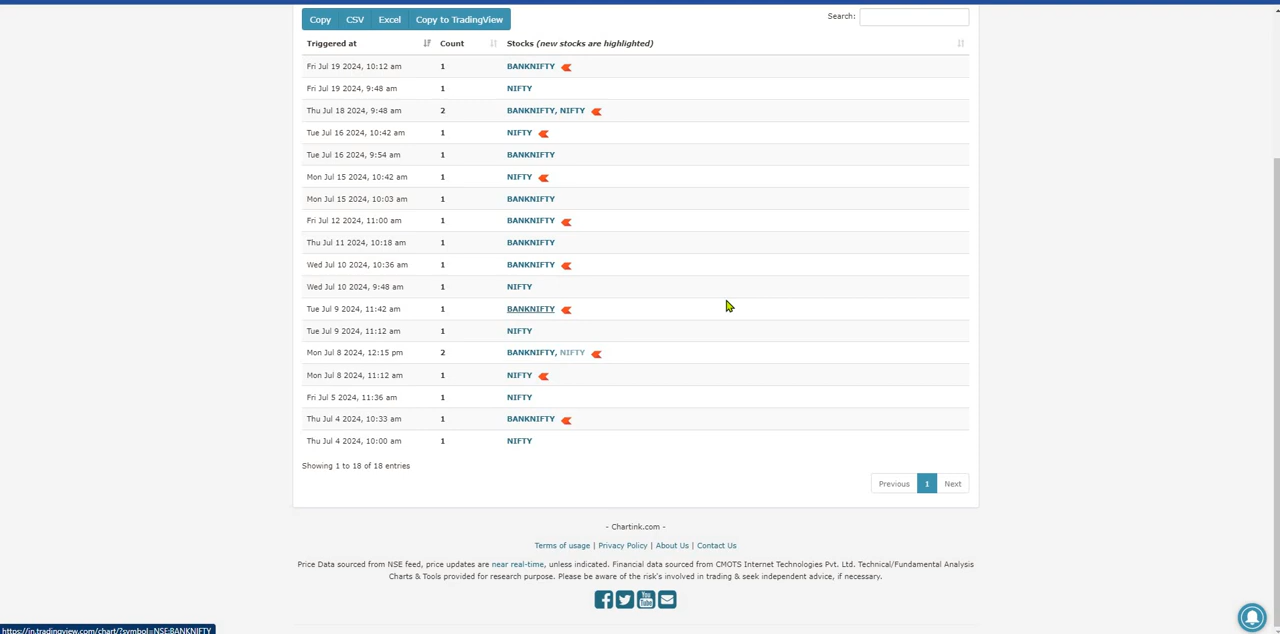 Copy CSV Excel Copy to TradingView Search:
Triggered at Count Stocks (new stocks are highlighted)
Fri Jul 19 2024, 10:12 am 1 BANKNIFTY
Fri Jul 19 2024, 9:48 am 1 NIFTY
Thu Jul 18 2024, 9:48 am 2 BANKNIFTY, NIFTY
Tue Jul 16 2024, 10:42 am 1 NIFTY
Tue Jul 16 2024, 9:54 am 1 BANKNIFTY
Mon Jul 15 2024, 10:42 am 1 NIFTY
Mon Jul 15 2024, 10:03 am 1 BANKNIFTY
Fri Jul 12 2024, 11:00 am 1 BANKNIFTY
Thu Jul 11 2024, 10:18 am 1 BANKNIFTY
Wed Jul 10 2024, 10:36 am 1 BANKNIFTY
Wed Jul 10 2024, 9:48 am 1 NIFTY
Tue Jul 9 2024, 11:42 am 1 BANKNIFTY
Tue Jul 9 2024, 11:12 am 1 NIFTY
Mon Jul 8 2024, 12:15 pm 2 BANKNIFTY, NIFTY
Mon Jul 8 2024, 11:12 am 1 NIFTY
Fri Jul 5 2024, 11:36 am 1 NIFTY
Thu Jul 4 2024, 10:33 am 1 BANKNIFTY
Thu Jul 4 2024, 10:00 am 1 NIFTY
Showing 1 to 18 of 18 entries
Previous 1 Next
- Chartink.com -
Terms of usage | Privacy Policy | About Us | Contact Us
Price Data sourced from NSE feed, price updates are near real-time, unless indicated. Financial data sourced from CMOTS Internet Technologies Pvt. Ltd. Technical/Fundamental Analysis
Charts & Tools provided for research purpose. Please be aware of the risk's involved in trading & seek independent advice, if necessary.
You Tube
https://in.tradingview.com/chart/?symbol=NSE:BANKNIFTY